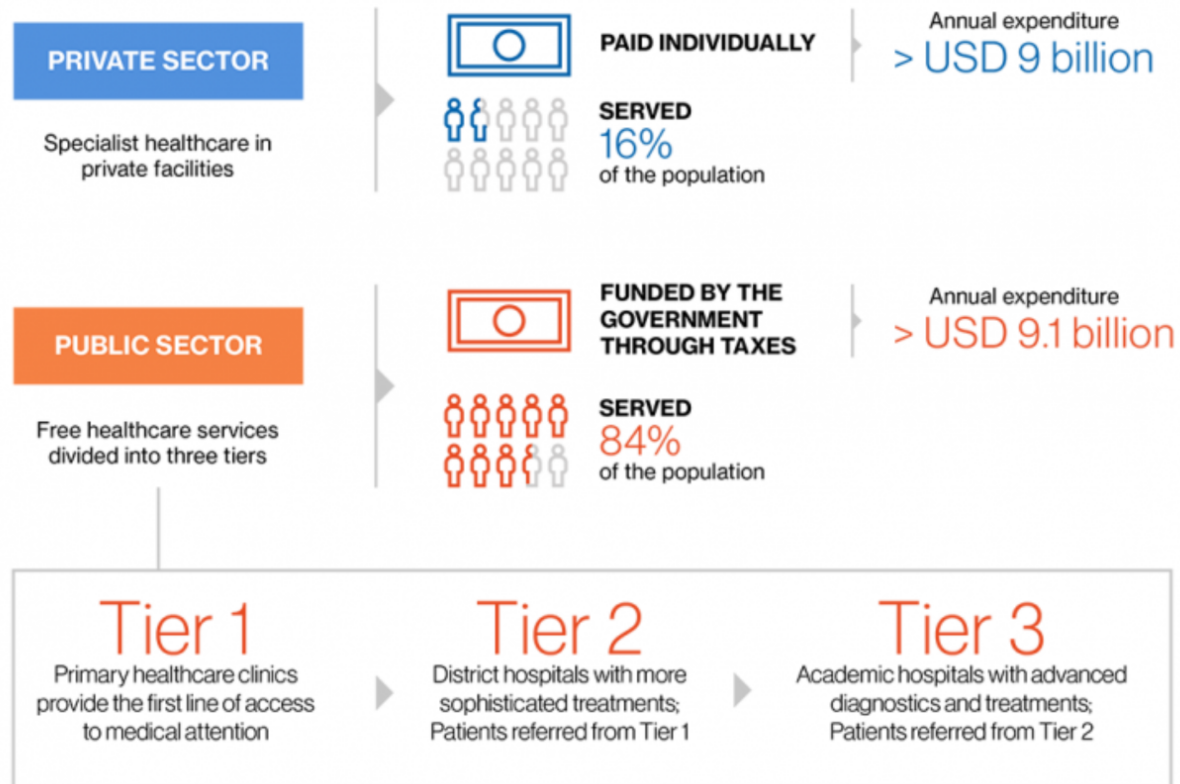 PRIVATE SECTOR
Specialist healthcare in
private facilities
PAID INDIVIDUALLY
SERVED
16%
of the population
Annual expenditure
> USD 9 billion
PUBLIC SECTOR
Free healthcare services
divided into three tiers
FUNDED BY THE
GOVERNMENT
THROUGH TAXES
SERVED
84%
of the population
Annual expenditure
> USD 9.1 billion
Tier 1
Primary healthcare clinics
provide the first line of access
to medical attention
Tier 2
District hospitals with more
sophisticated treatments;
Patients referred from Tier 1
Tier 3
Academic hospitals with advanced
diagnostics and treatments;
Patients referred from Tier 2